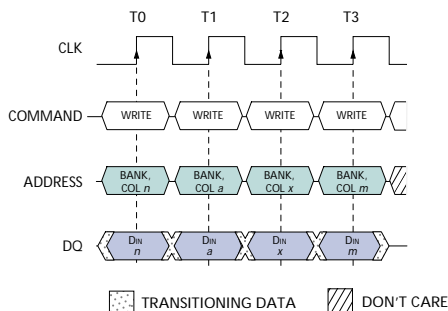 T0 T1 T2 T3
CLK
COMMAND WRITE WRITE WRITE WRITE
ADDRESS BANK, COL n BANK, COL a BANK, COL x BANK, COL m
DQ DIN n DIN a DIN x DIN m
TRANSITIONING DATA DON'T CARE